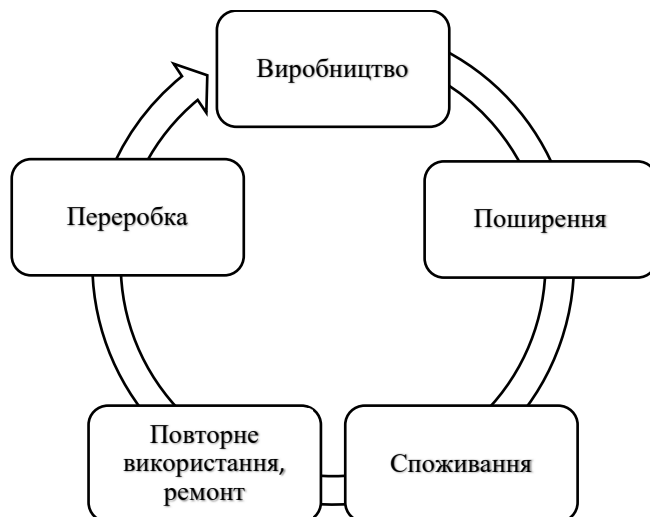 Виробництво
Поширення
Споживання
Повторне
використання,
ремонт
Переробка